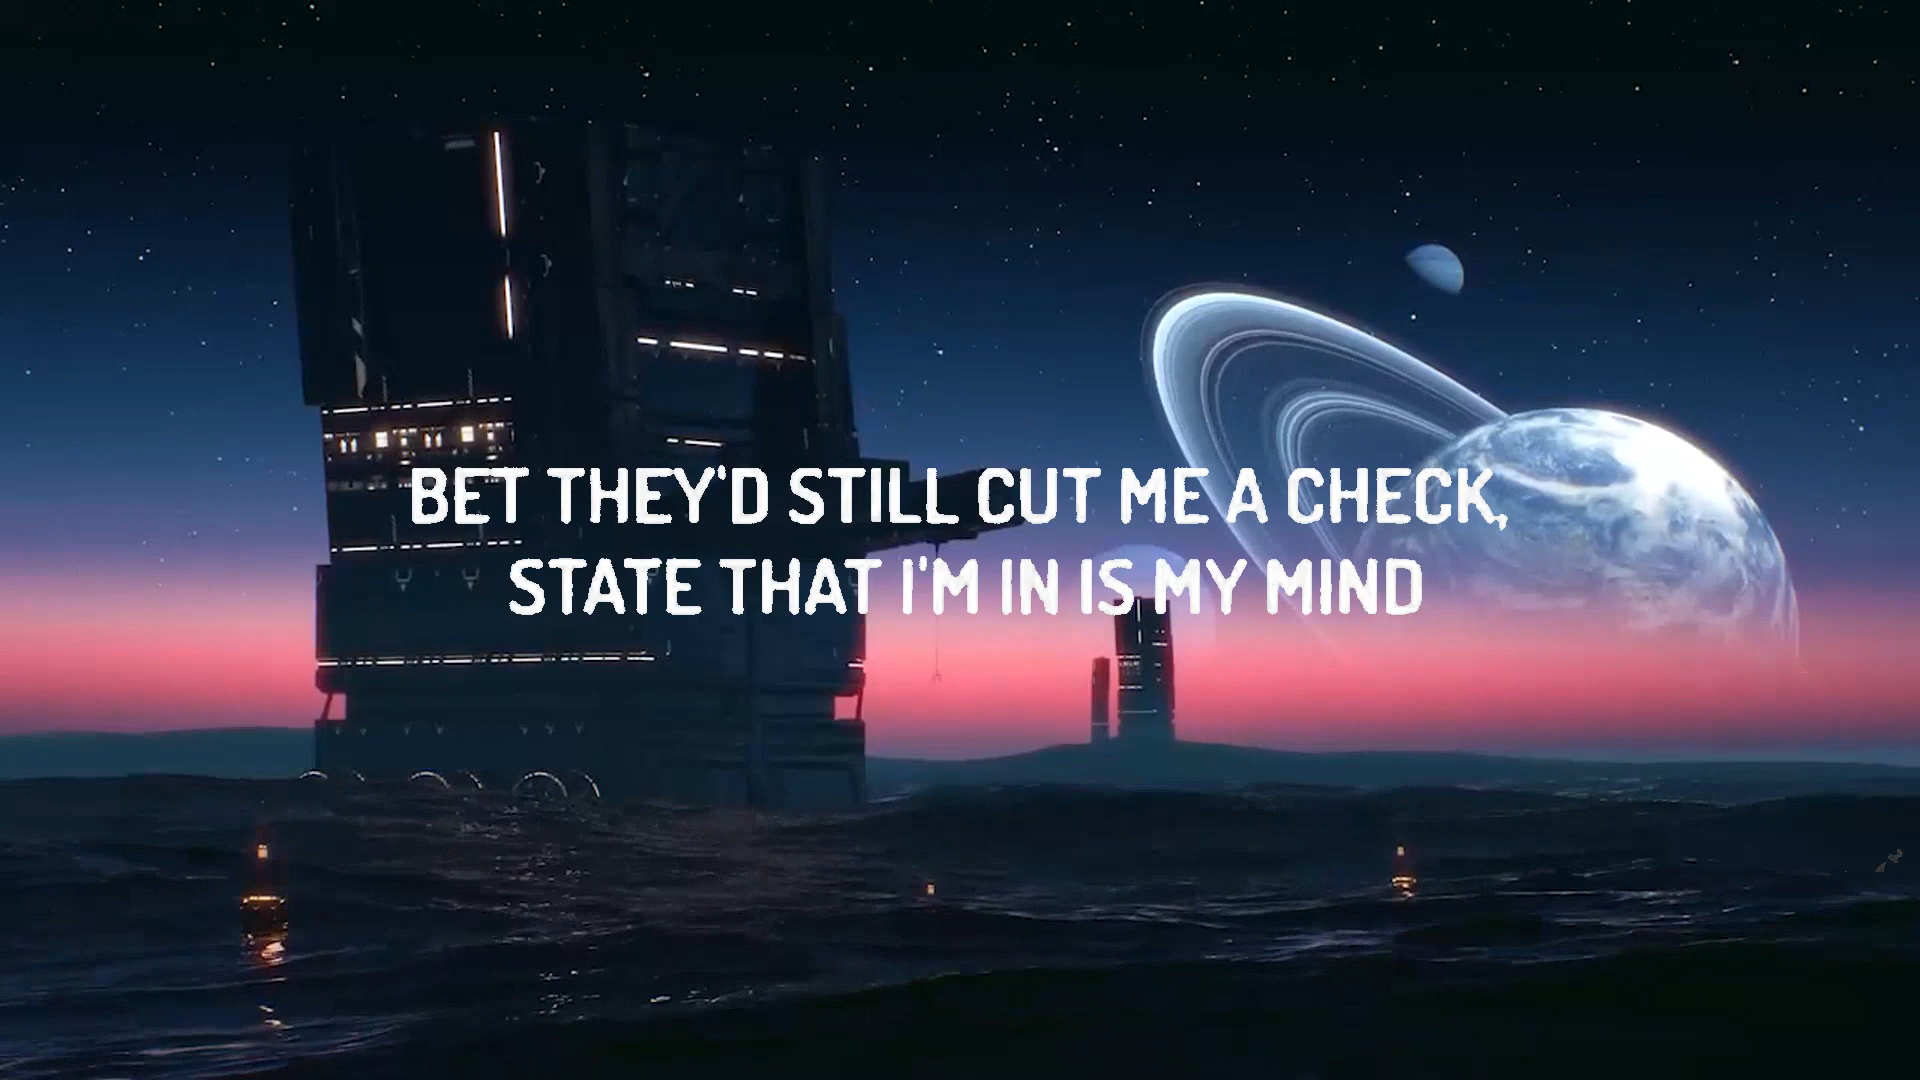 BET THEY'D STILL CUT ME A CHECK,
STATE THAT I'M IN IS MY MIND